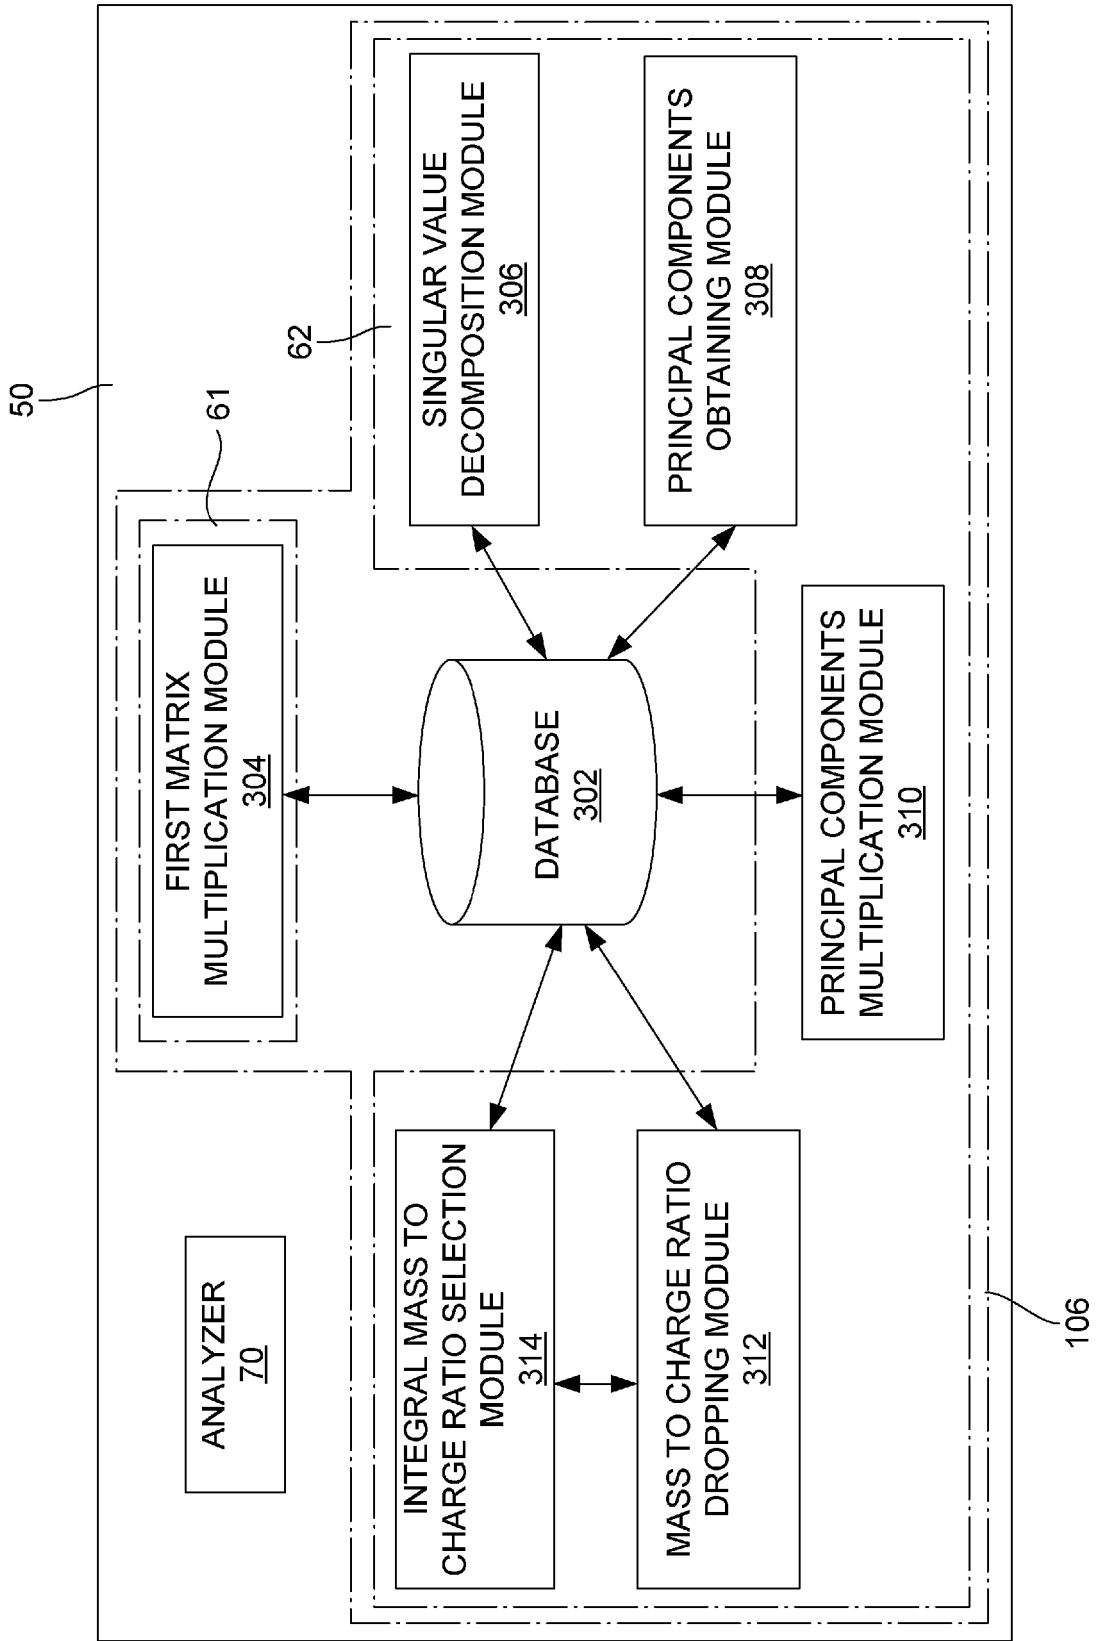 50
ANALYZER
70
FIRST MATRIX
MULTIPLICATION MODULE
304
61
62
INTEGRAL MASS TO
CHARGE RATIO SELECTION
MODULE
314
SINGULAR VALUE
DECOMPOSITION MODULE
306
DATABASE
302
MASS TO CHARGE RATIO
DROPPING MODULE
312
PRINCIPAL COMPONENTS
OBTAINING MODULE
308
PRINCIPAL COMPONENTS
MULTIPLICATION MODULE
310
106